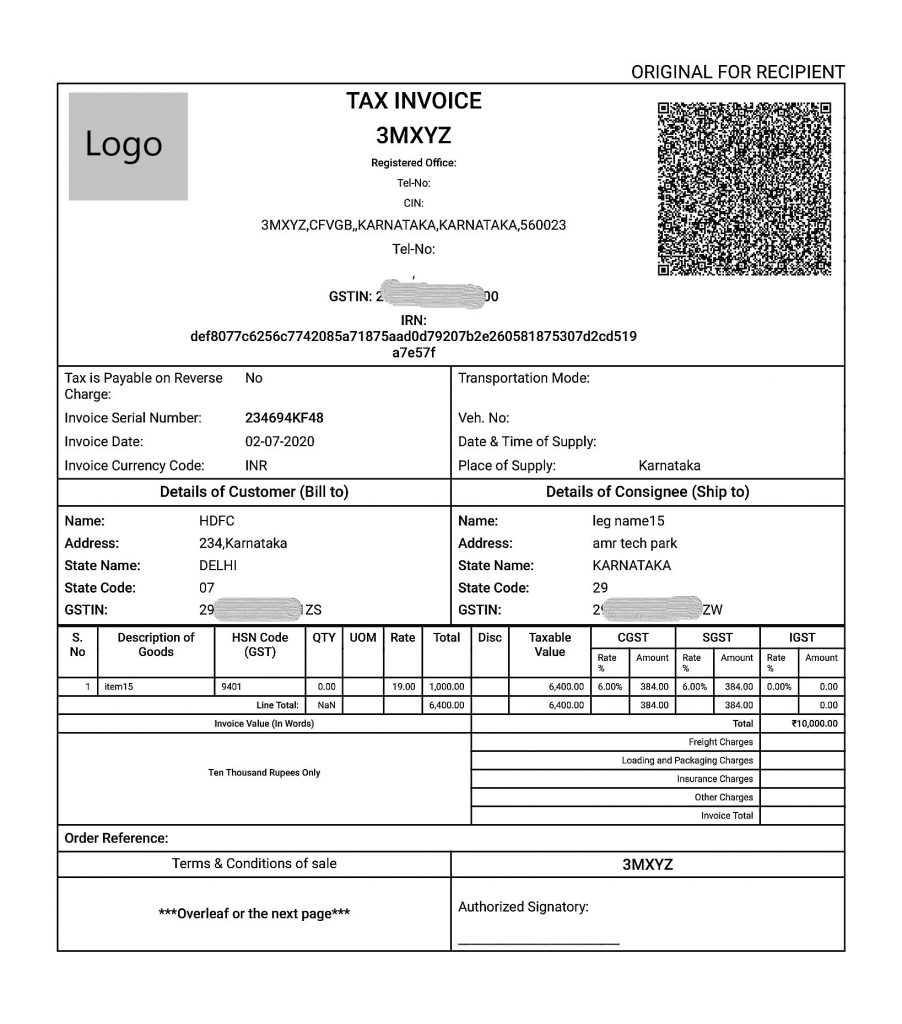 ORIGINAL FOR RECIPIENT
Logo
TAX INVOICE
3MXYZ
Registered Office:
Tel-No:
CIN:
3MXYZ,CFVGB,,KARNATAKA,KARNATAKA,560023
Tel-No:
GSTIN: 2 00
IRN:
def8077c6256c7742085a71875aad0d79207b2e260581875307d2cd519
a7e57f
Tax is Payable on Reverse Charge: No
Transportation Mode:
Invoice Serial Number: 234694KF48
Veh. No:
Invoice Date: 02-07-2020
Date & Time of Supply:
Invoice Currency Code: INR
Place of Supply: Karnataka
Details of Customer (Bill to)
Details of Consignee (Ship to)
Name: HDFC
Name: leg name15
Address: 234,Karnataka
Address: amr tech park
State Name: DELHI
State Name: KARNATAKA
State Code: 07
State Code: 29
GSTIN: 29 ZS
GSTIN: 2 ZW
S. No Description of Goods HSN Code (GST) QTY UOM Rate Total Disc Taxable Value CGST SGST IGST
Rate % Amount Rate % Amount Rate % Amount
1 item15 9401 0.00 19.00 1,000.00 6,400.00 6.00% 384.00 6.00% 384.00 0.00% 0.00
Line Total: NaN 6,400.00 6,400.00 384.00 384.00 0.00
Invoice Value (In Words) Total ₹10,000.00
Ten Thousand Rupees Only
Freight Charges
Loading and Packaging Charges
Insurance Charges
Other Charges
Invoice Total
Order Reference:
Terms & Conditions of sale
3MXYZ
***Overleaf or the next page***
Authorized Signatory: